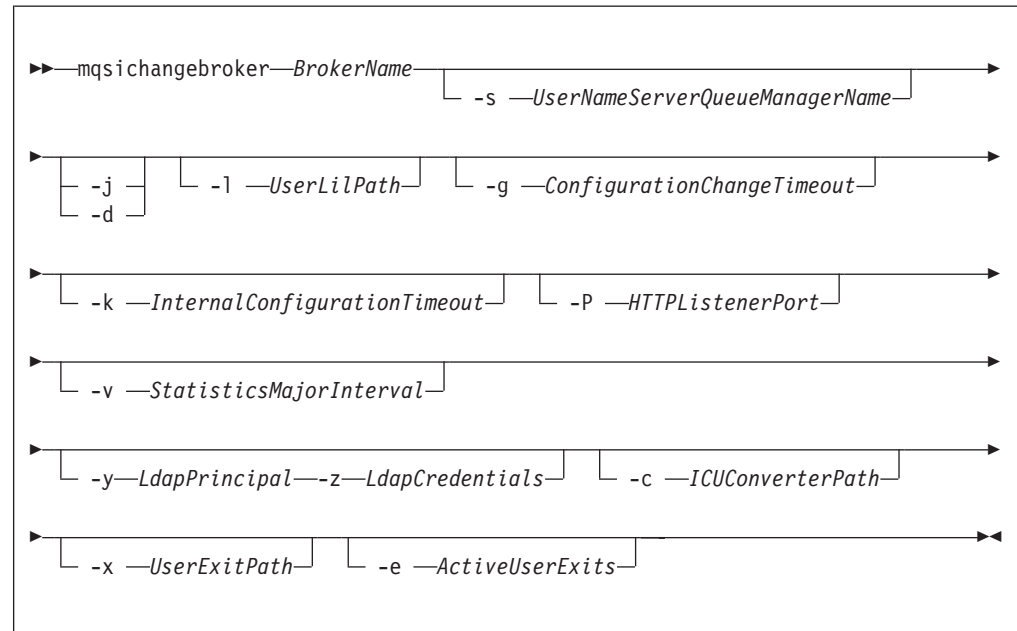 mqsichangebroker BrokerName
-s UserNameServerQueueManagerName
-j -l UserLilPath -g ConfigurationChangeTimeout
-d
-k InternalConfigurationTimeout -P HTTPListenerPort
-v StatisticsMajorInterval
-y LdapPrincipal -z LdapCredentials -c ICUConverterPath
-x UserExitPath -e ActiveUserExits